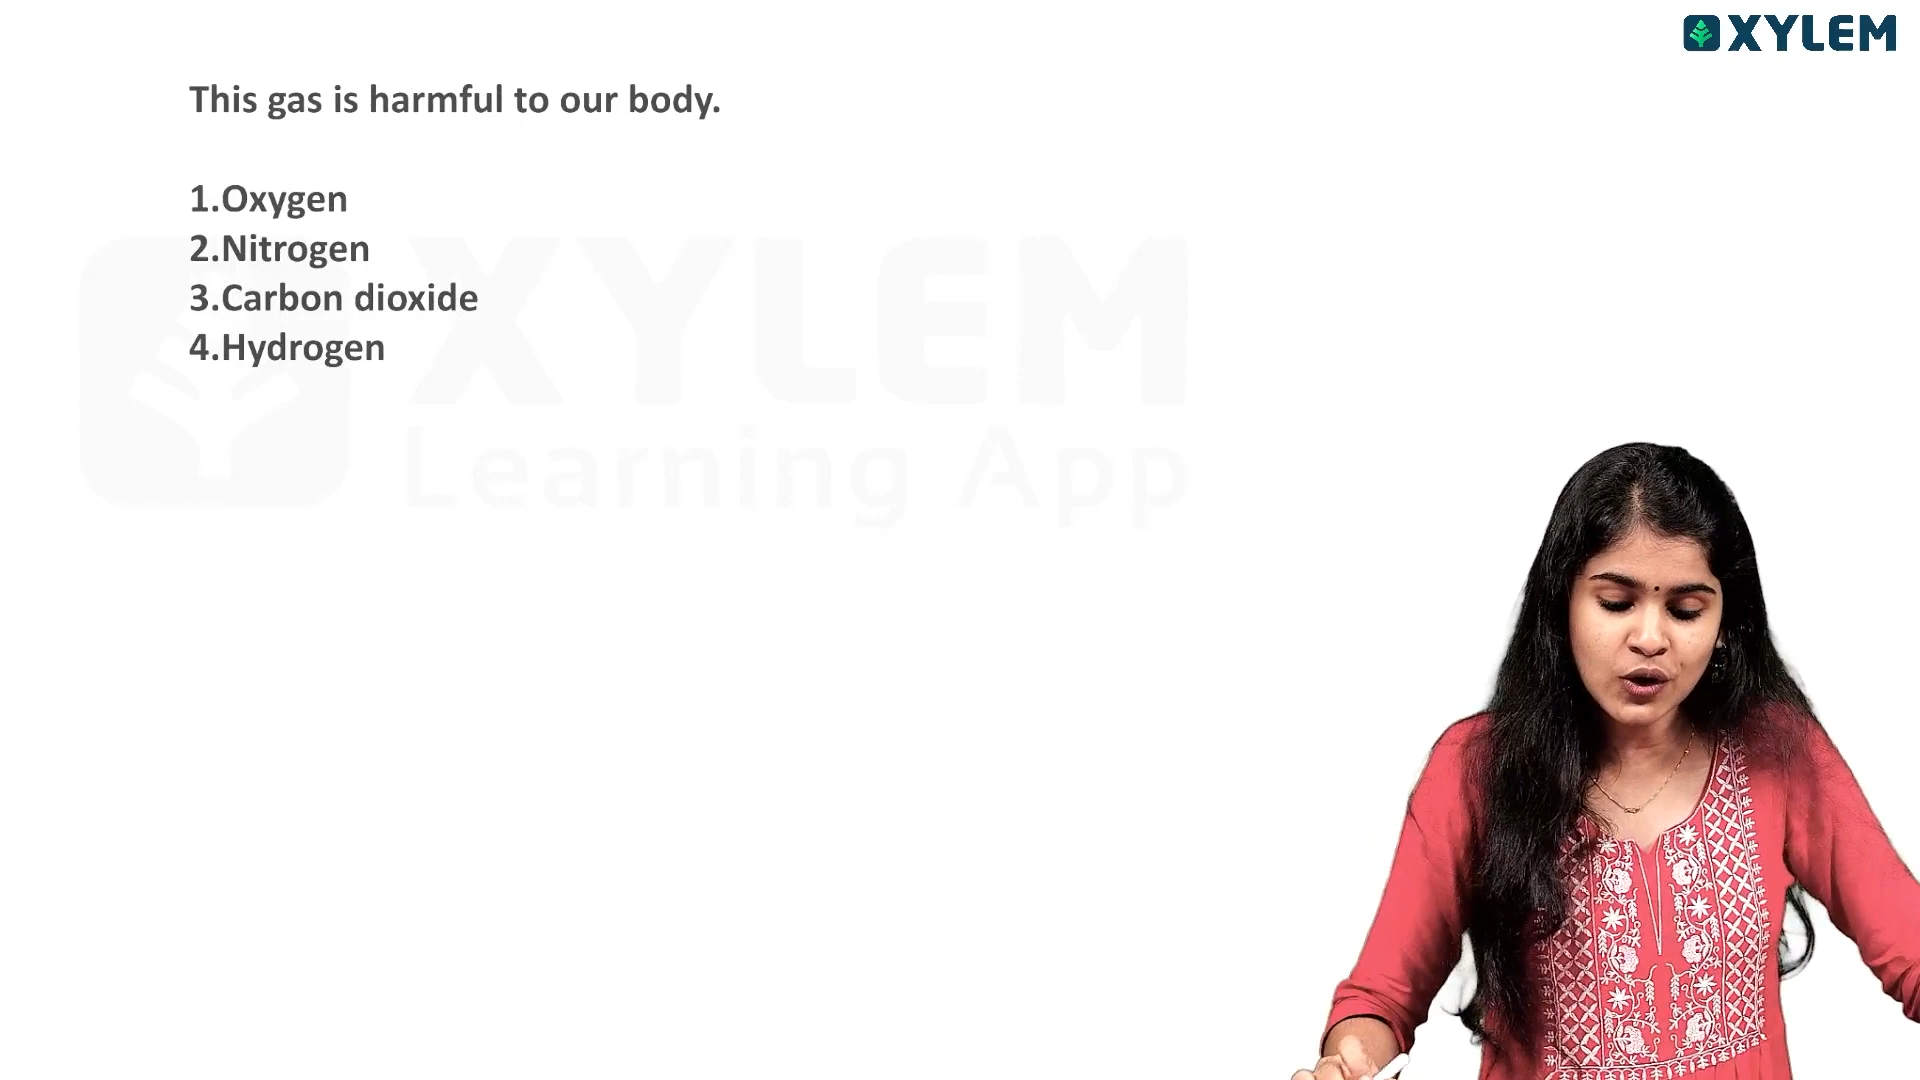 XYLEM
This gas is harmful to our body.
1.Oxygen
2.Nitrogen
3.Carbon dioxide
4.Hydrogen
XYLEM
Learning App